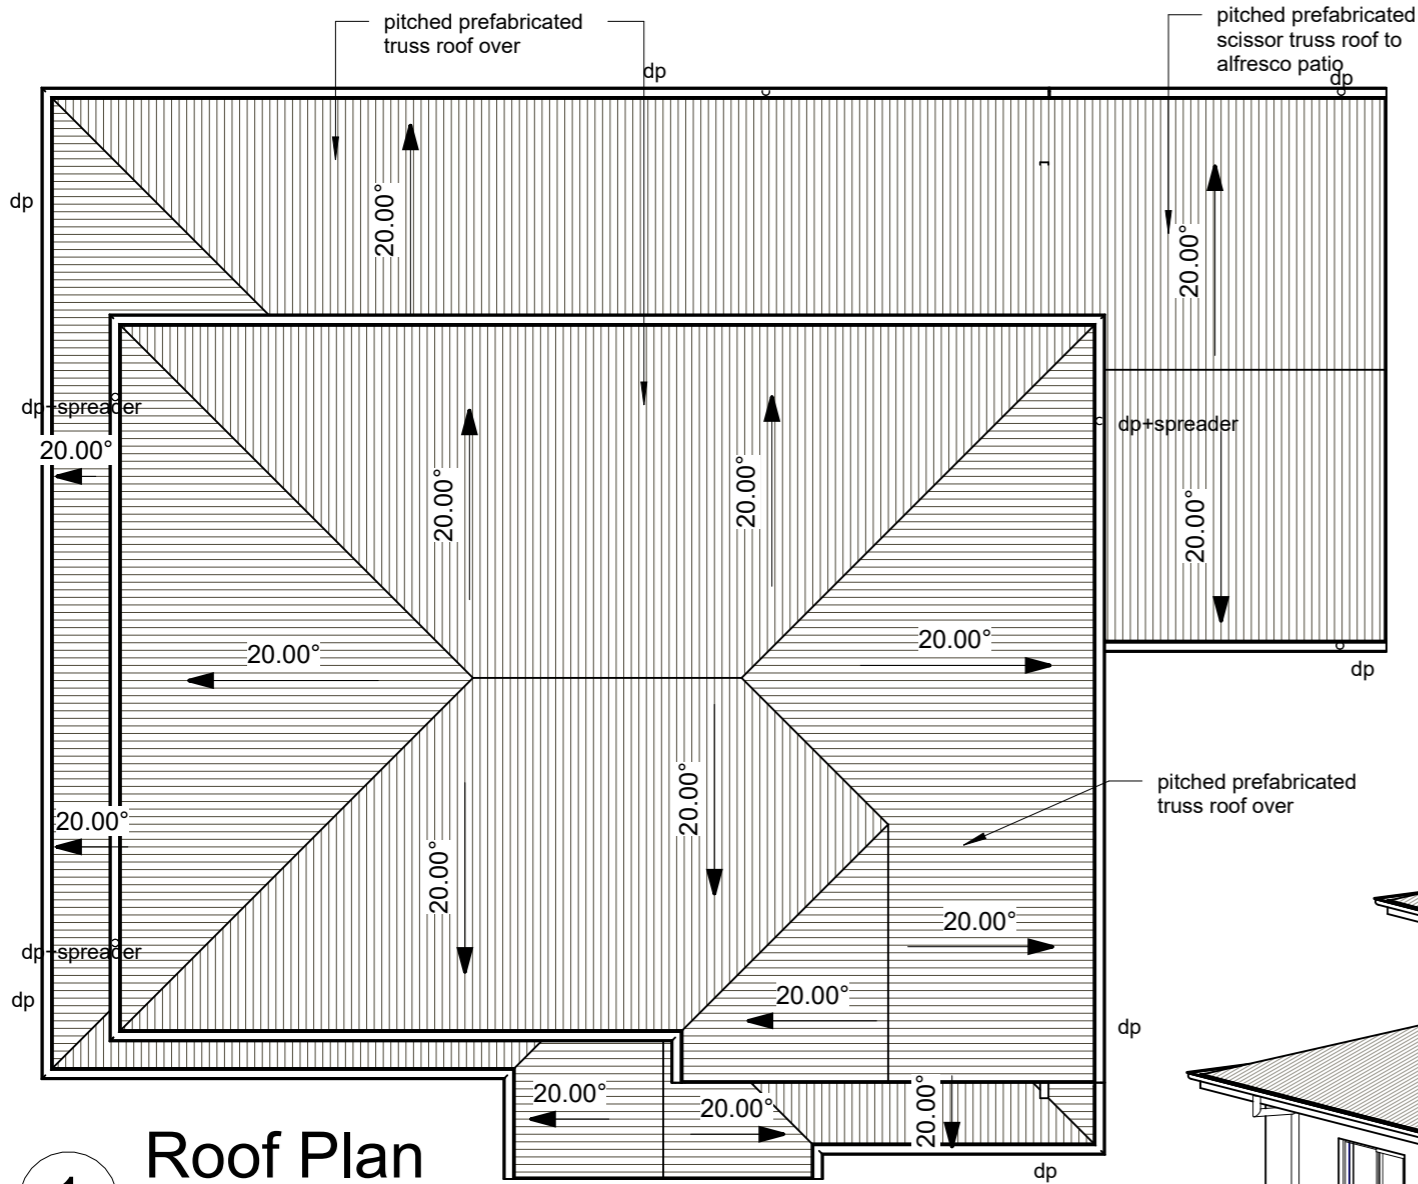 pitched prefabricated
truss roof over
pitched prefabricated
scissor truss roof to
alfresco patio
dp
dp
dp
20.00°
20.00°
dp+spreader
dp+spreader
20.00°
20.00°
20.00°
20.00°
20.00°
20.00°
dp
20.00°
20.00°
20.00°
pitched prefabricated
truss roof over
20.00°
20.00°
dp+spreader
dp
20.00°
dp
20.00°
20.00°
20.00°
dp
Roof Plan